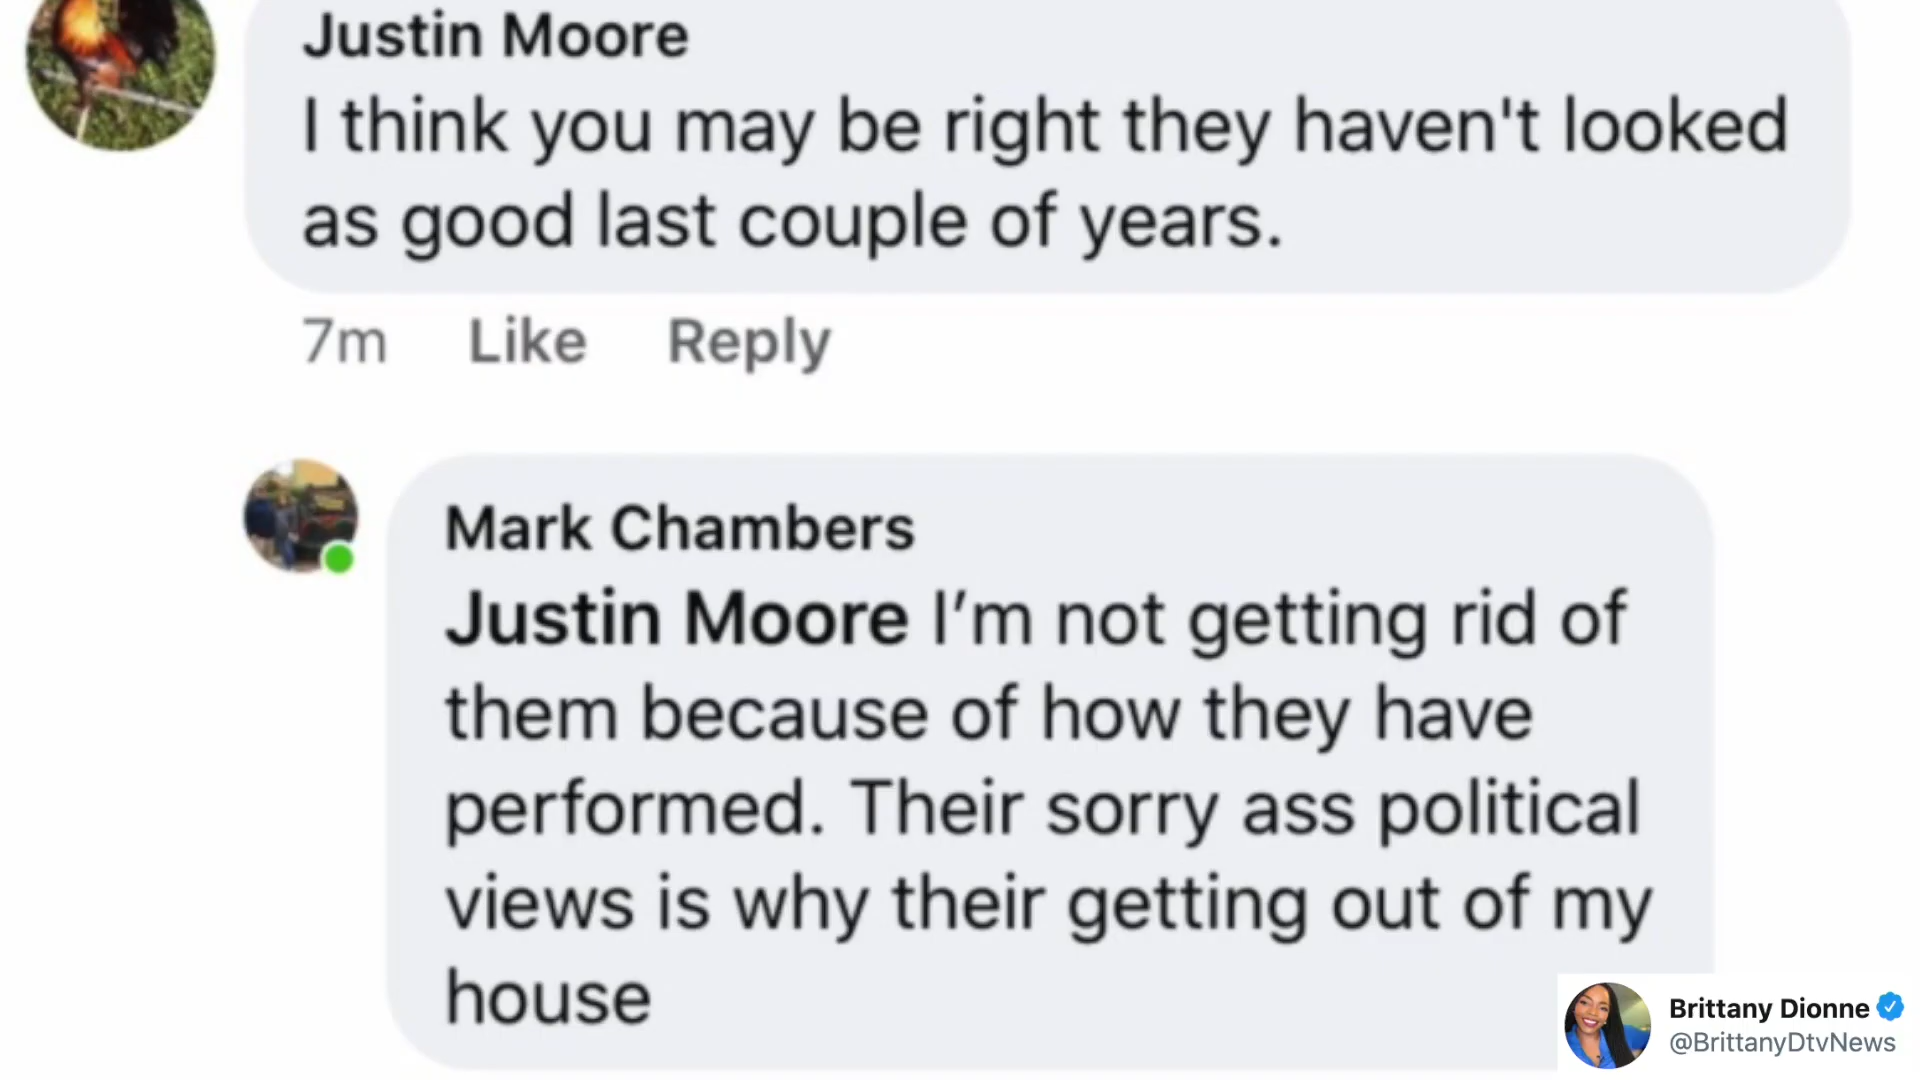 Justin Moore
I think you may be right they haven't looked
as good last couple of years.
7m Like Reply
Mark Chambers
Justin Moore I’m not getting rid of
them because of how they have
performed. Their sorry ass political
views is why their getting out of my
house
Brittany Dionne
@BrittanyDtvNews